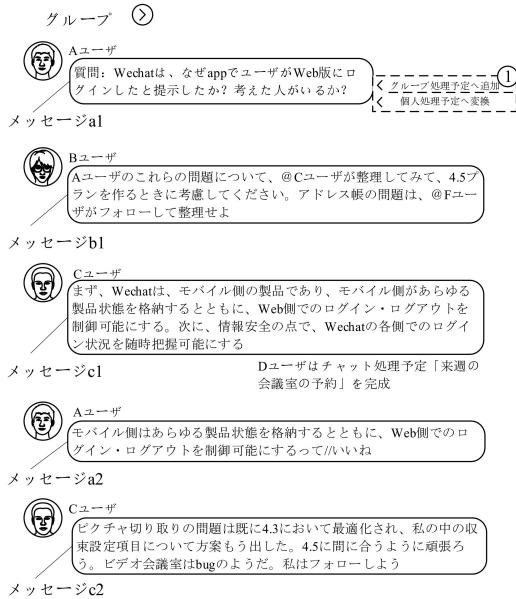 グループ
Aユーザ
質問：Wechatは、なぜappでユーザがWeb版にロ
グインしたと提示したか？考えた人がいるか？
1
グループ処理予定へ追加
個人処理予定へ変換
メッセージa1
Bユーザ
Aユーザのこれらの問題について、@Cユーザが整理してみて、4.5プ
ランを作るときに考慮してください。アドレス帳の問題は、@Fユー
ザがフォローして整理せよ
メッセージb1
Cユーザ
まず、Wechatは、モバイル側の製品であり、モバイル側があらゆる
製品状態を格納するとともに、Web側でのログイン・ログアウトを
制御可能にする。次に、情報安全の点で、Wechatの各側でのログイ
ン状況を随時把握可能にする
メッセージc1
Dユーザはチャット処理予定「来週の
会議室の予約」を完成
Aユーザ
モバイル側はあらゆる製品状態を格納するとともに、Web側でのロ
グイン・ログアウトを制御可能にするって//いいね
メッセージa2
Cユーザ
ピクチャ切り取りの問題は既に4.3において最適化され、私の中の収
束設定項目について方案もう出した。4.5に間に合うように頑張ろ
う。ビデオ会議室はbugのようだ。私はフォローしよう
メッセージc2